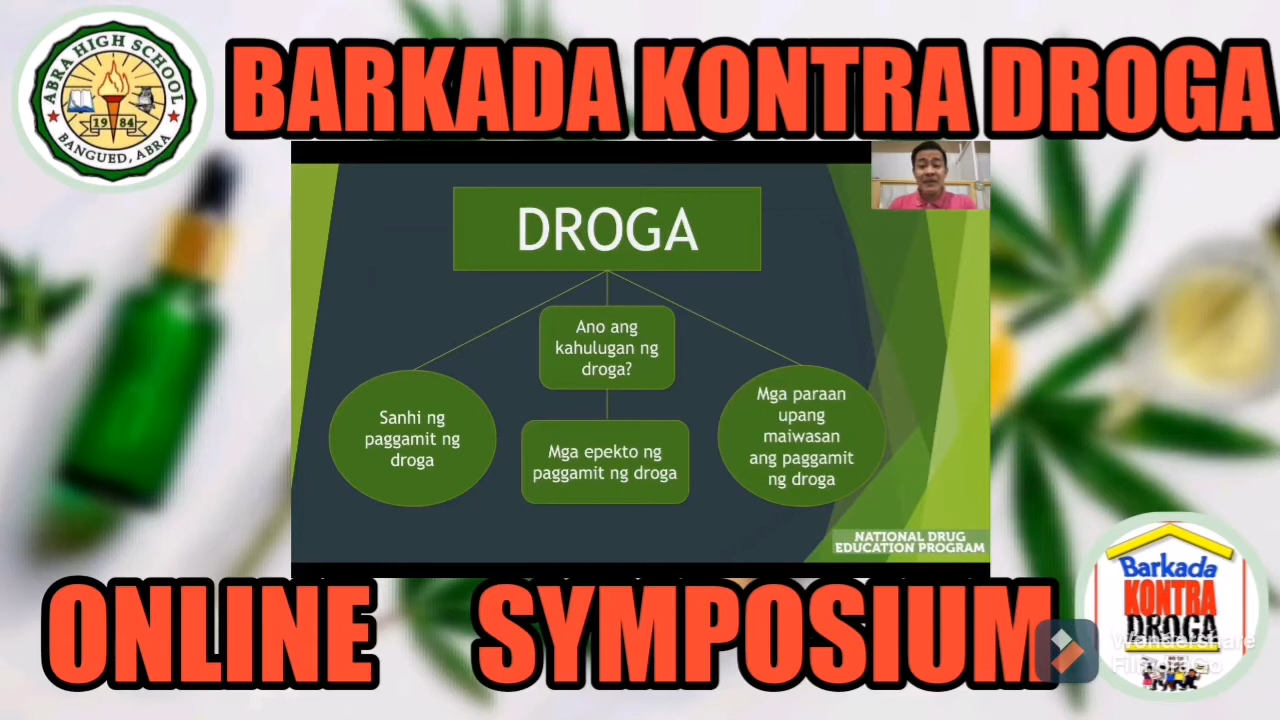 ABRA HIGH SCHOOL
1984
BANGUED, ABRA
BARKADA KONTRA DROGA
DROGA
Ano ang
kahulugan ng
droga?
Sanhi ng
paggamit ng
droga
Mga epekto ng
paggamit ng droga
Mga paraan
upang
maiwasan
ang paggamit
ng droga
NATIONAL DRUG
EDUCATION PROGRAM
ONLINE SYMPOSIUM
Barkada
KONTRA
DROGA
Wondershare
FilmoraGo